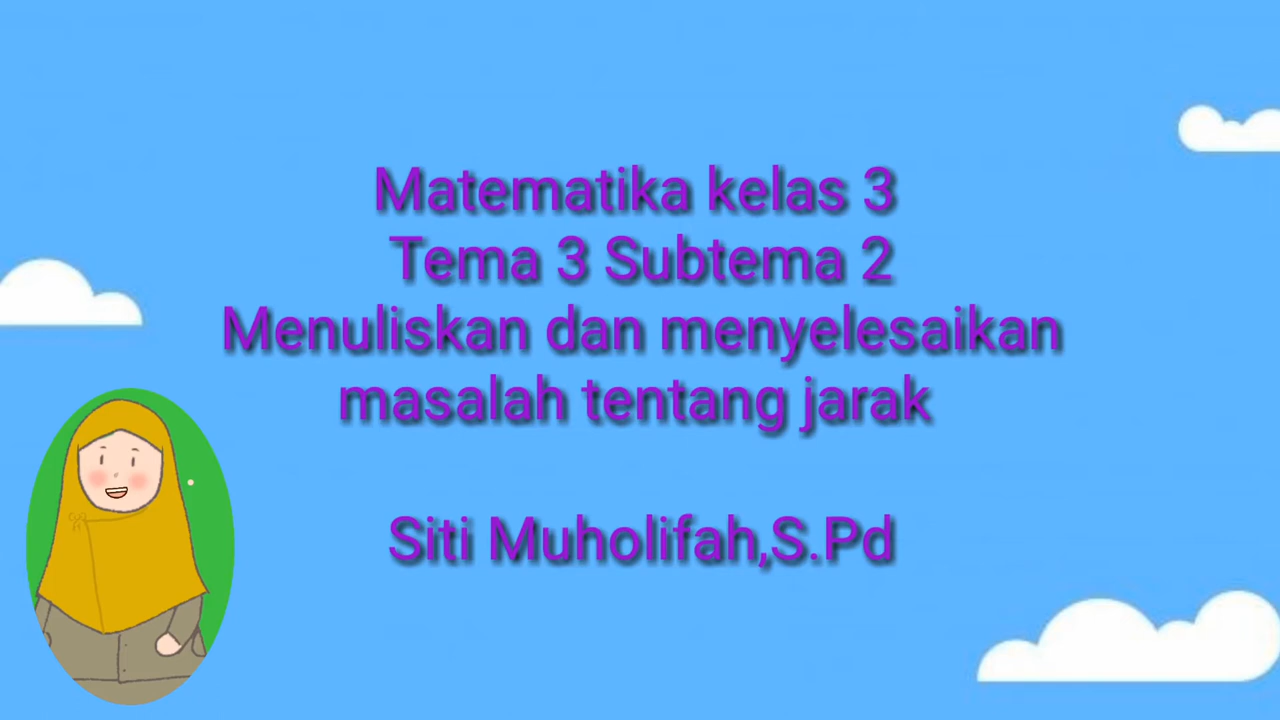 Matematika kelas 3
Tema 3 Subtema 2
Menuliskan dan menyelesaikan
masalah tentang jarak
Siti Muholifah,S.Pd